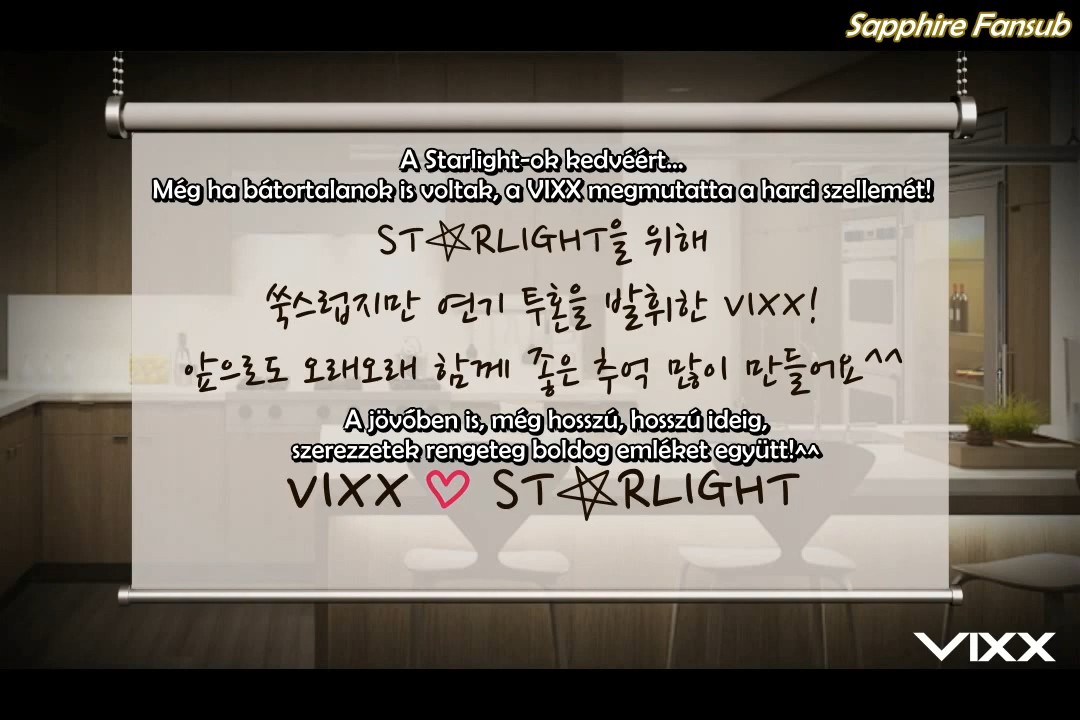 Sapphire Fansub
A Starlight-ok kedvéért...
Még ha bátortalanok is voltak, a VIXX megmutatta a harci szellemét!
ST☆RLIGHT을 위해
쑥스럽지만 연기 투혼을 발휘한 VIXX!
앞으로도 오래오래 함께 좋은 추억 많이 만들어요^^
A jövőben is, még hosszú, hosszú ideig,
szerezzetek rengeteg boldog emléket együtt!^^
VIXX ♡ ST☆RLIGHT
VIXX